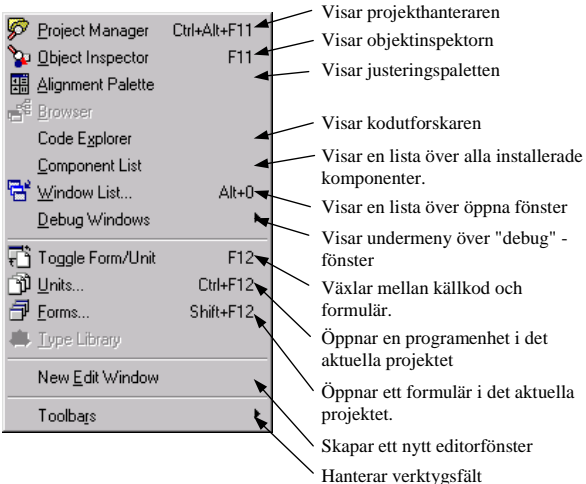 Project Manager Ctrl+Alt+F11
Object Inspector F11
Alignment Palette
Browser
Code Explorer
Component List
Window List... Alt+0
Debug Windows
Toggle Form/Unit F12
Units... Ctrl+F12
Forms... Shift+F12
Type Library
New Edit Window
Toolbars
Visar projekthanteraren
Visar objektinspektorn
Visar justeringspaletten
Visar kodutforskaren
Visar en lista över alla installerade
komponenter.
Visar en lista över öppna fönster
Visar undermeny över "debug" -
fönster
Växlar mellan källkod och
formulär.
Öppnar en programenhet i det
aktuella projektet
Öppnar ett formulär i det aktuella
projektet.
Skapar ett nytt editorfönster
Hanterar verktygsfält